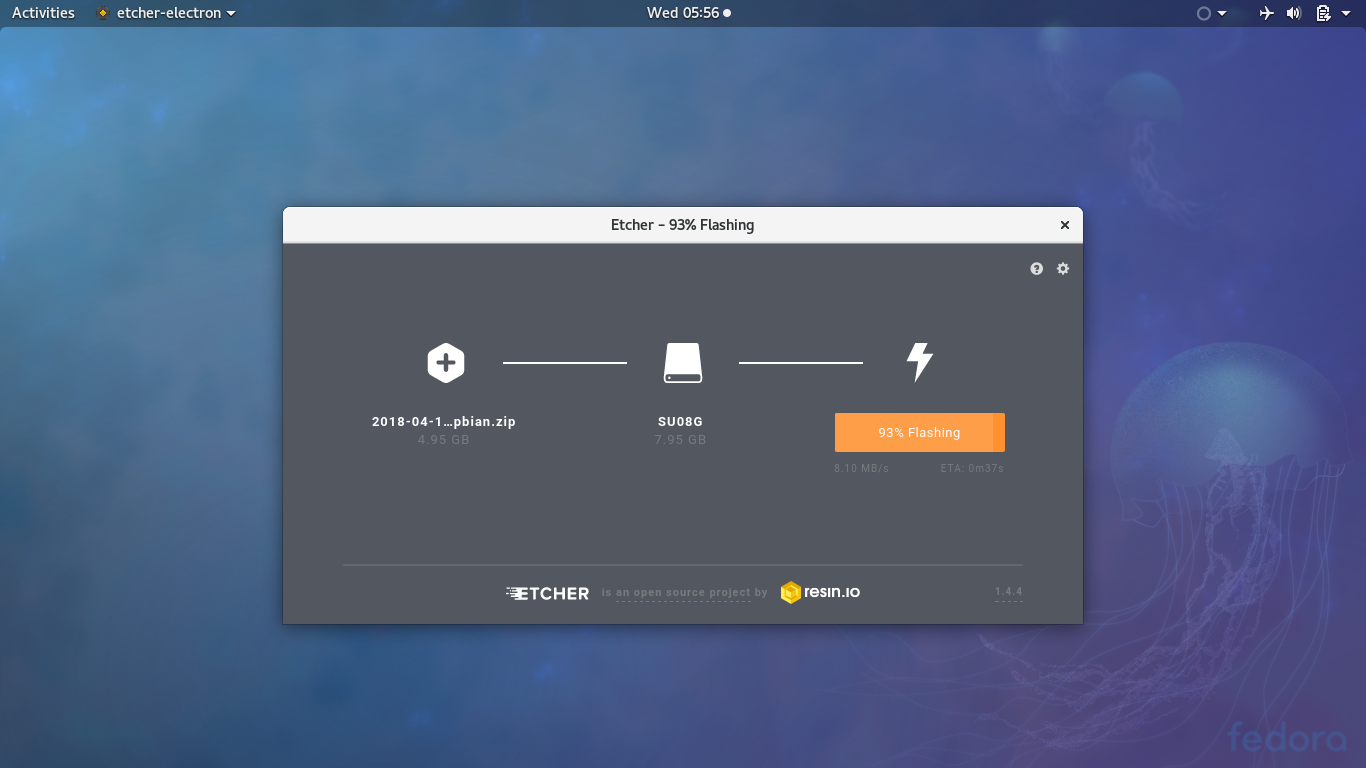 Activities etcher-electron Wed 05:56
Etcher – 93% Flashing
2018-04-1...pbian.zip SU08G 93% Flashing
4.95 GB 7.95 GB
8.10 MB/s ETA: 0m37s
ETCHER is an open source project by resin.io 1.4.4
fedora